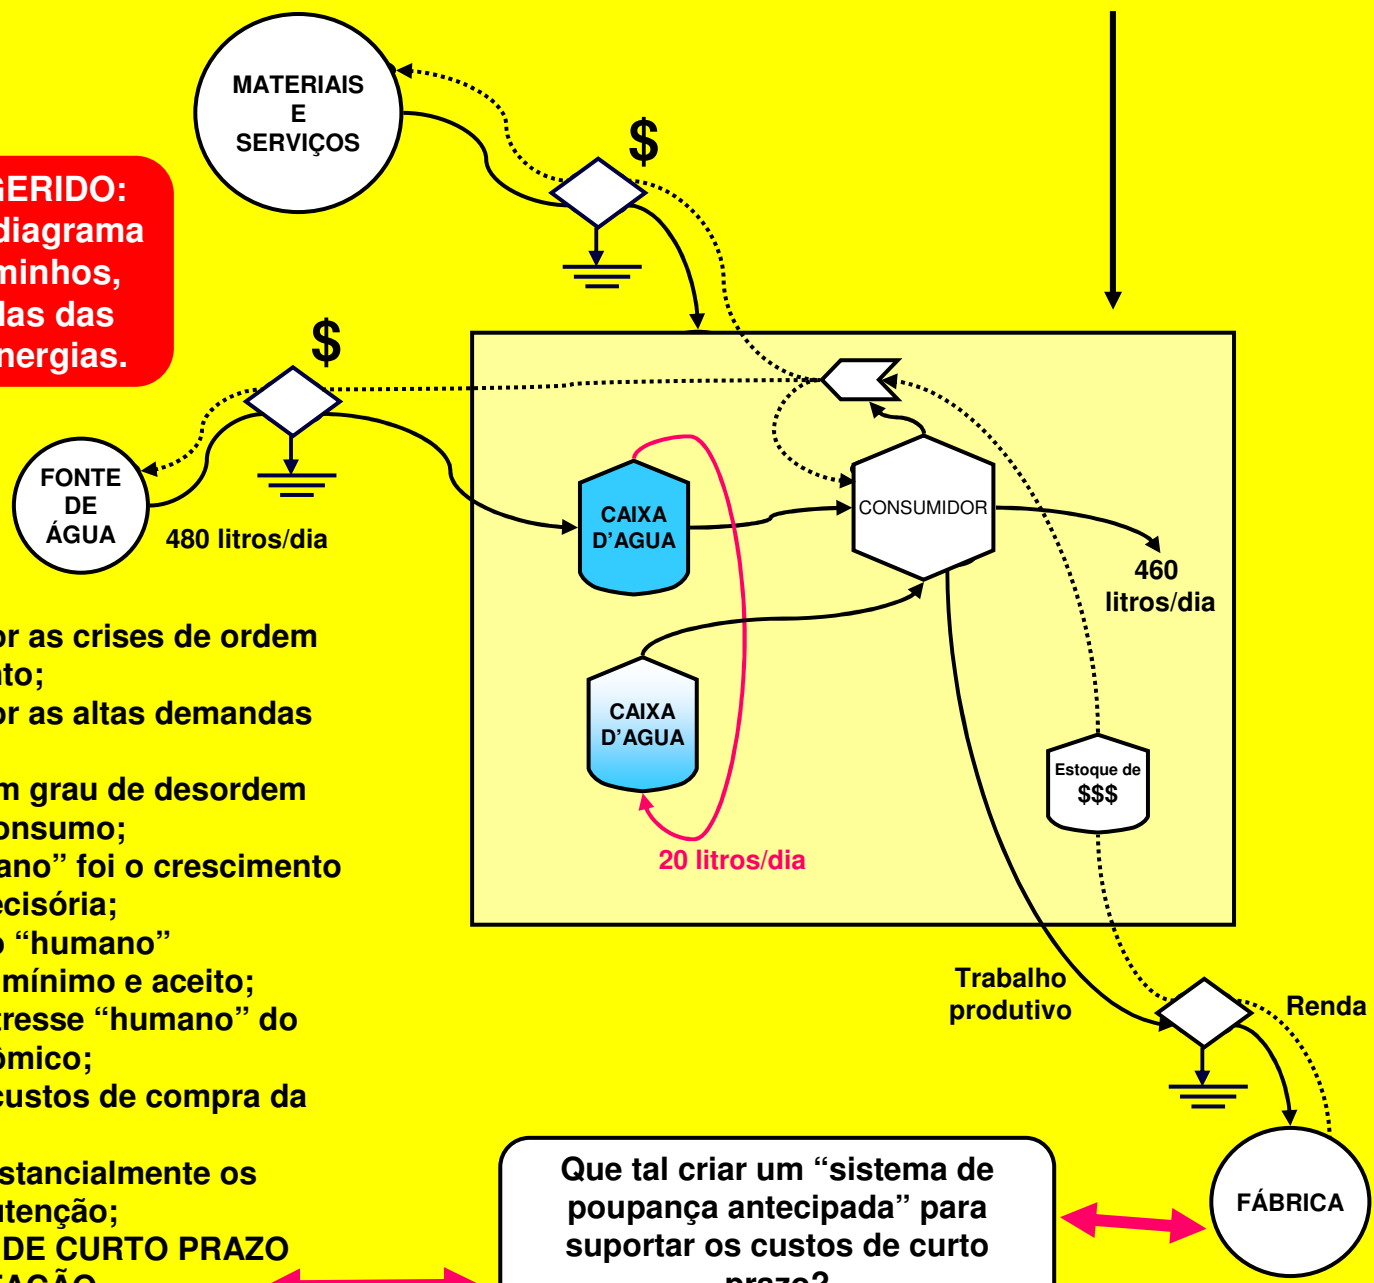 MATERIAIS
E
SERVIÇOS
$
GERIDO:
diagrama
minhos,
das das
nergias.
$
FONTE
DE
ÁGUA
480 litros/dia
CAIXA
D’AGUA
CONSUMIDOR
460
litros/dia
CAIXA
D’AGUA
Estoque de
$$$
20 litros/dia
or as crises de ordem
nto;
or as altas demandas
m grau de desordem
onsumo;
ano” foi o crescimento
ecisória;
o “humano”
mínimo e aceito;
tresse “humano” do
ômico;
custos de compra da
stancialmente os
utenção;
DE CURTO PRAZO
Trabalho
produtivo
Renda
FÁBRICA
Que tal criar um “sistema de
poupança antecipada” para
suportar os custos de curto
prazo?